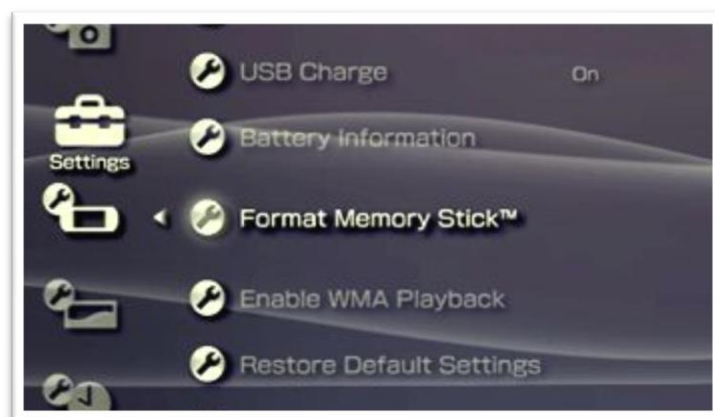 USB Charge On
Battery Information
Settings
Format Memory Stick™
Enable WMA Playback
Restore Default Settings